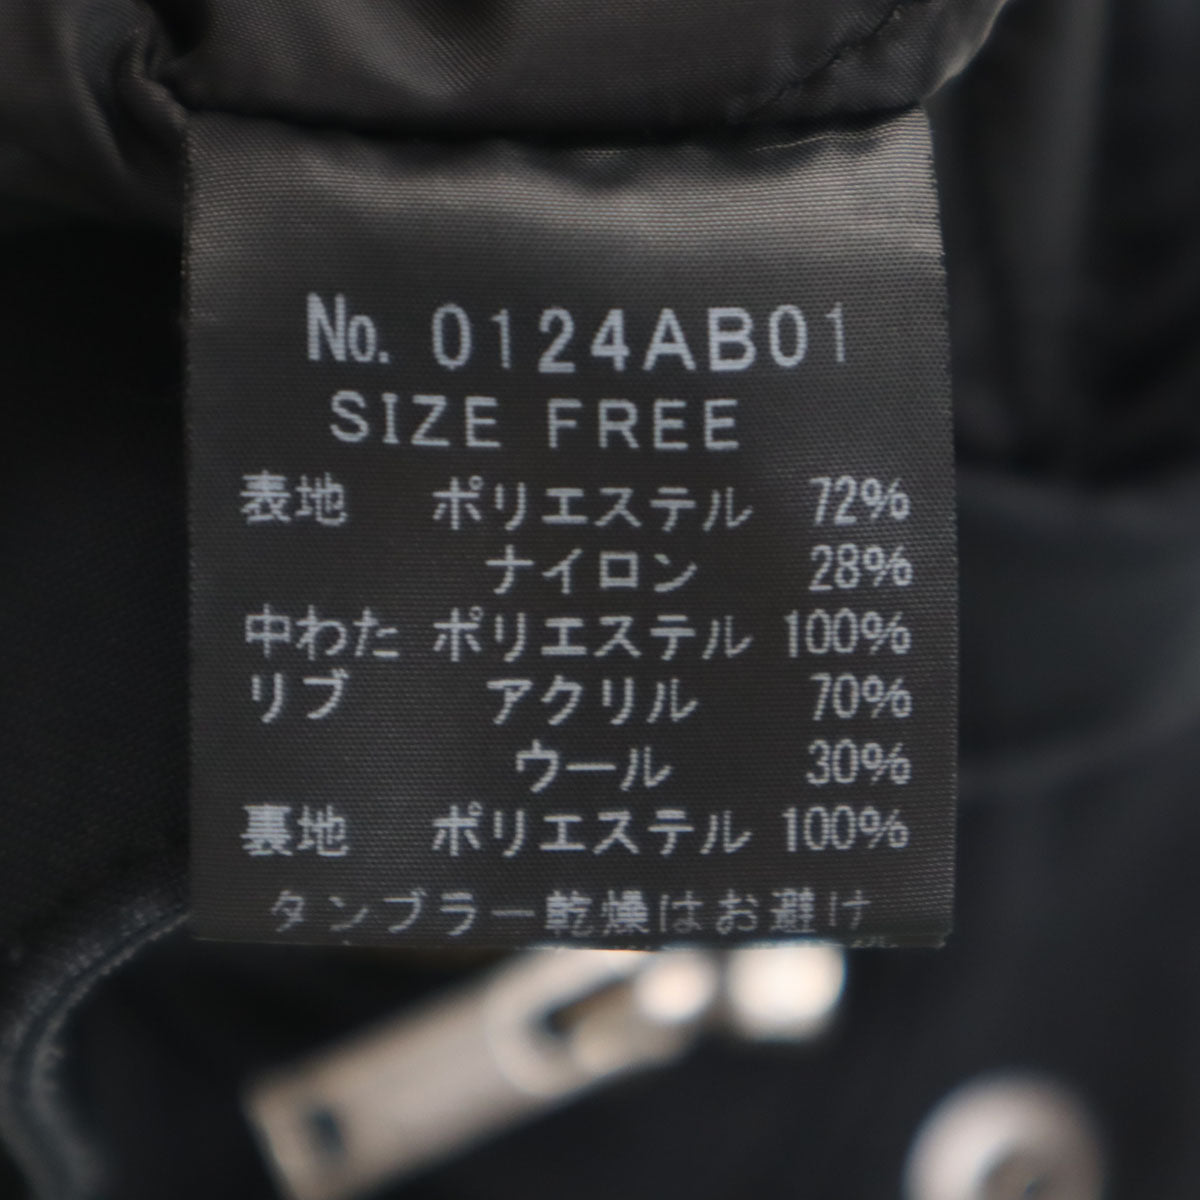 No. 0124AB01
SIZE FREE
表地 ポリエステル 72%
ナイロン 28%
中わた ポリエステル 100%
リブ アクリル 70%
ウール 30%
裏地 ポリエステル 100%
タンブラー乾燥はお避け